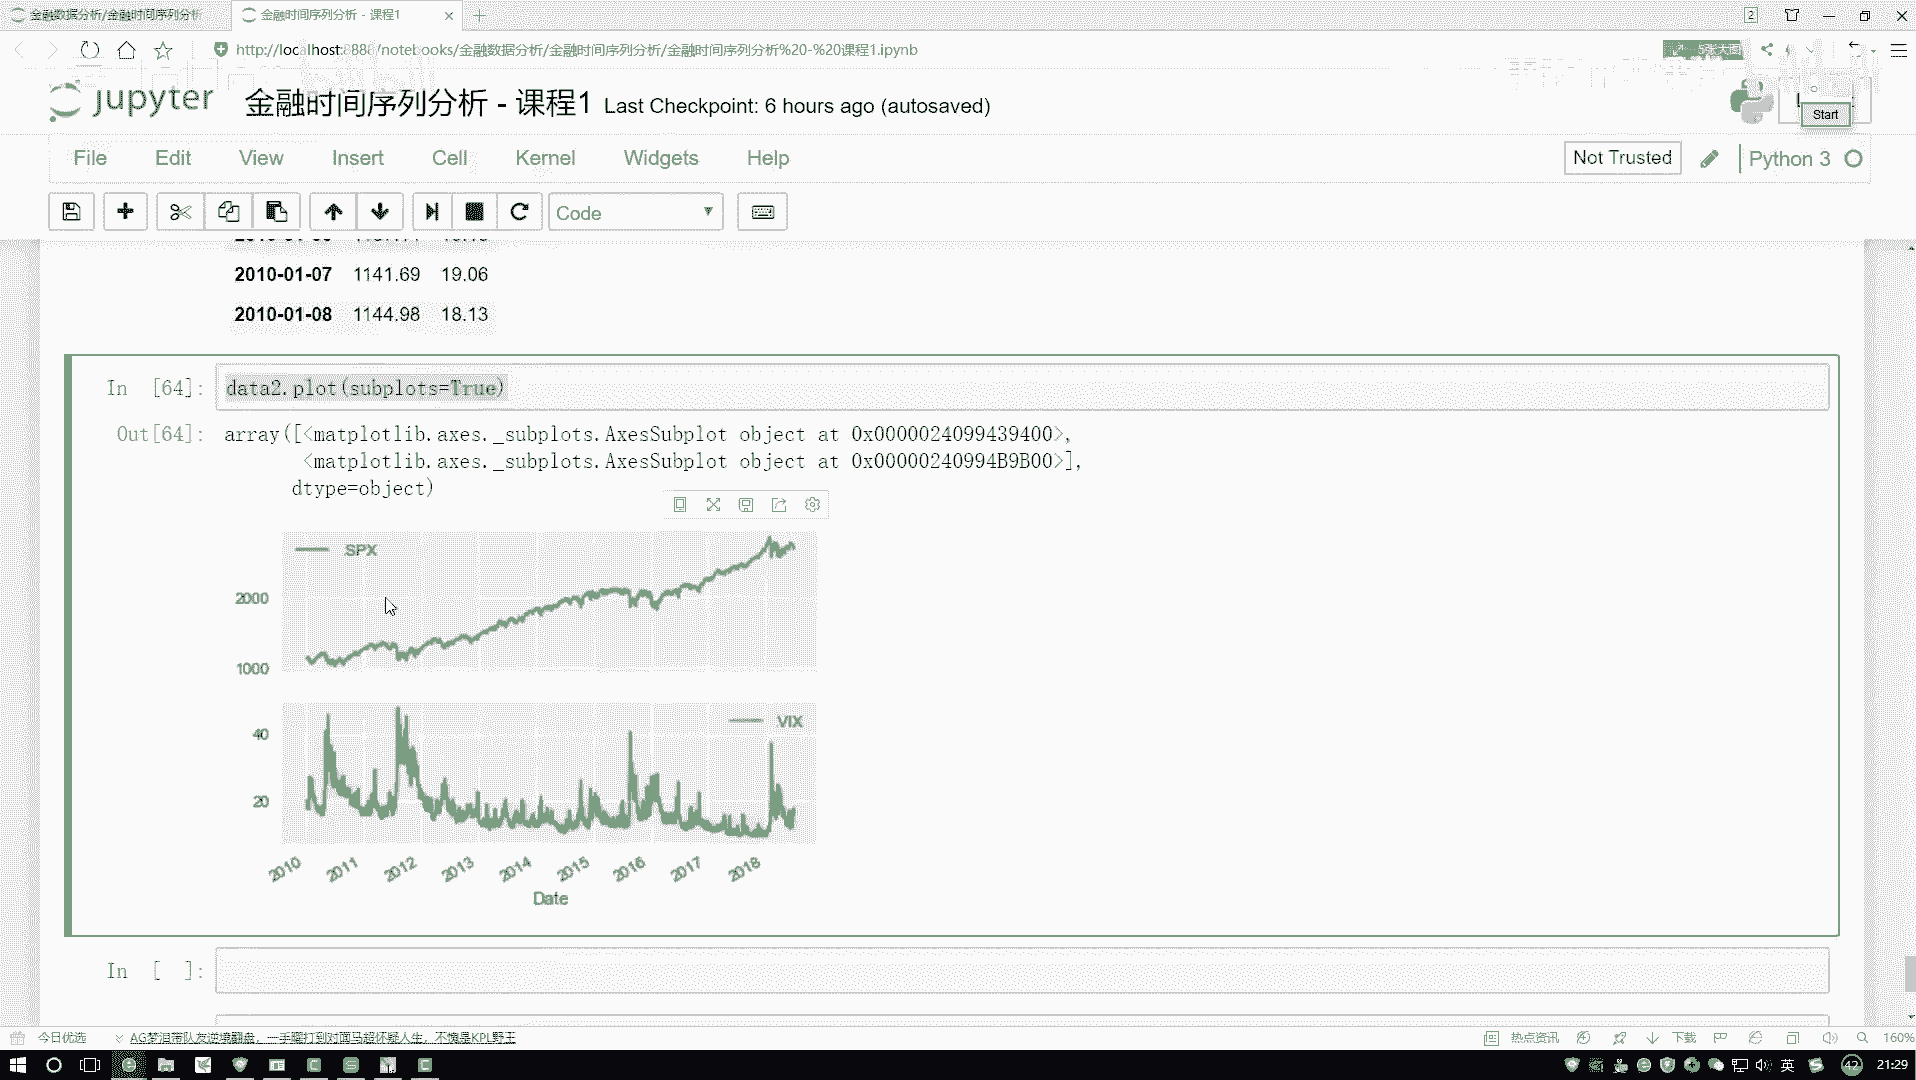 金融数据分析/金融时间序列分析
金融时间序列分析 - 课程1
2
http://localhost:8888/notebooks/金融数据分析/金融时间序列分析/金融时间序列分析%20-%20课程1.ipynb
jupyter 金融时间序列分析 - 课程1 Last Checkpoint: 6 hours ago (autosaved)
Start
File Edit View Insert Cell Kernel Widgets Help
Not Trusted
Python 3
Code
2010-01-07 1141.69 19.06
2010-01-08 1144.98 18.13
In [64]: data2.plot(subplots=True)
Out[64]: array([<matplotlib.axes._subplots.AxesSubplot object at 0x0000024099439400>,
<matplotlib.axes._subplots.AxesSubplot object at 0x00000240994B9B00>],
dtype=object)
SPX
2000
1000
VIX
40
20
2010 2011 2012 2013 2014 2015 2016 2017 2018
Date
In [ ]:
今日优选
AG梦泪带队友逆境翻盘，一手貂打到对面马超怀疑人生，不愧是KPL野王
热点资讯
下载
160%
英
42
21:29